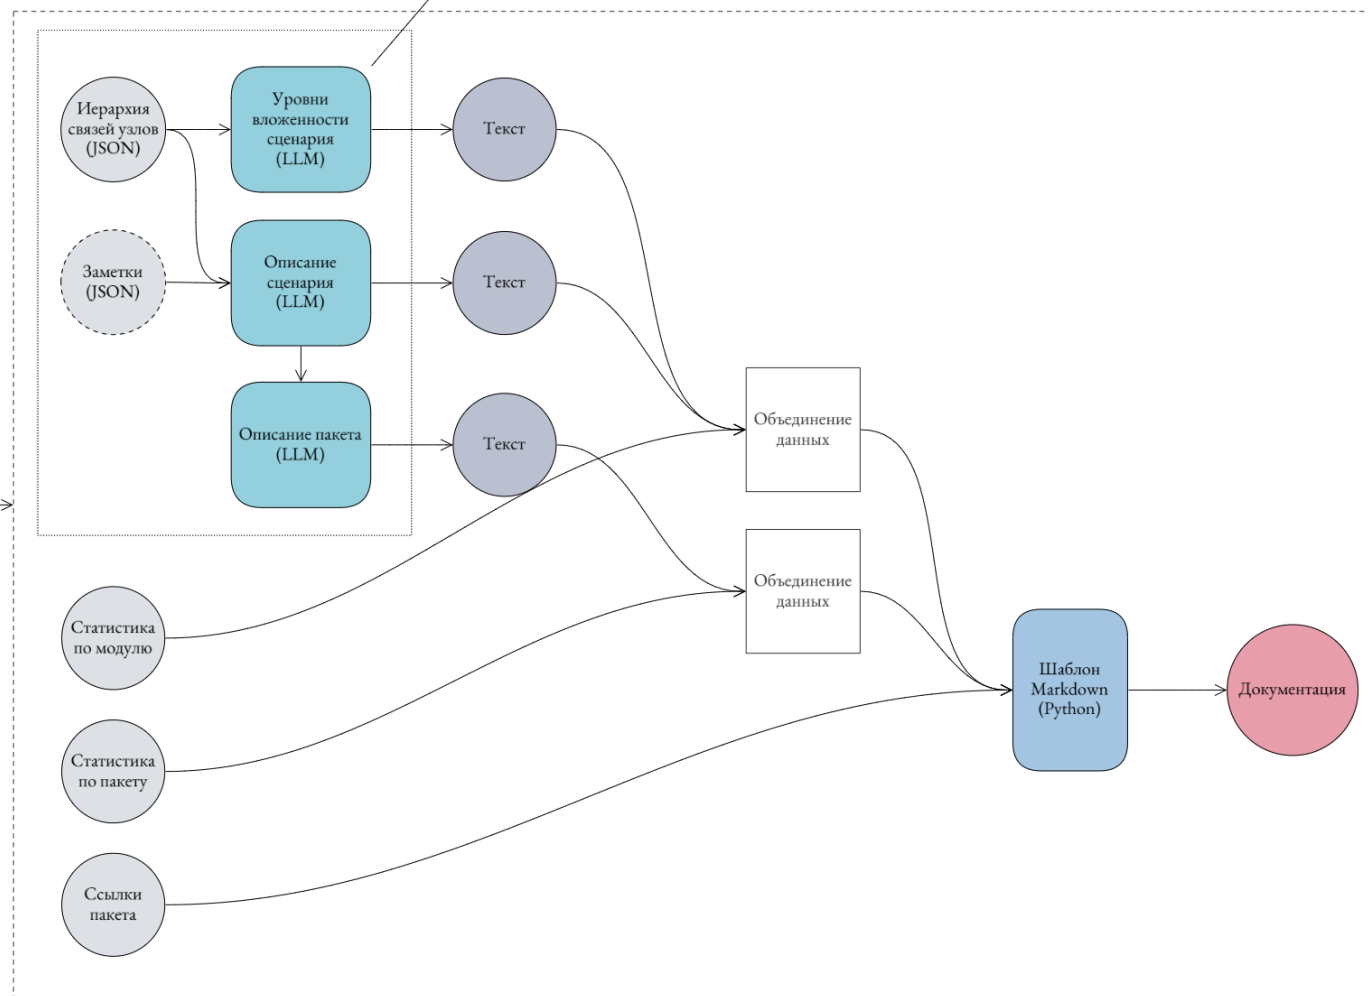 Иерархия
связей узлов
(JSON)
Уровни
вложенности
сценария
(LLM)
Текст
Заметки
(JSON)
Описание
сценария
(LLM)
Текст
Описание пакета
(LLM)
Текст
Объединение
данных
Объединение
данных
Статистика
по модулю
Статистика
по пакету
Ссылки
пакета
Шаблон
Markdown
(Python)
Документация